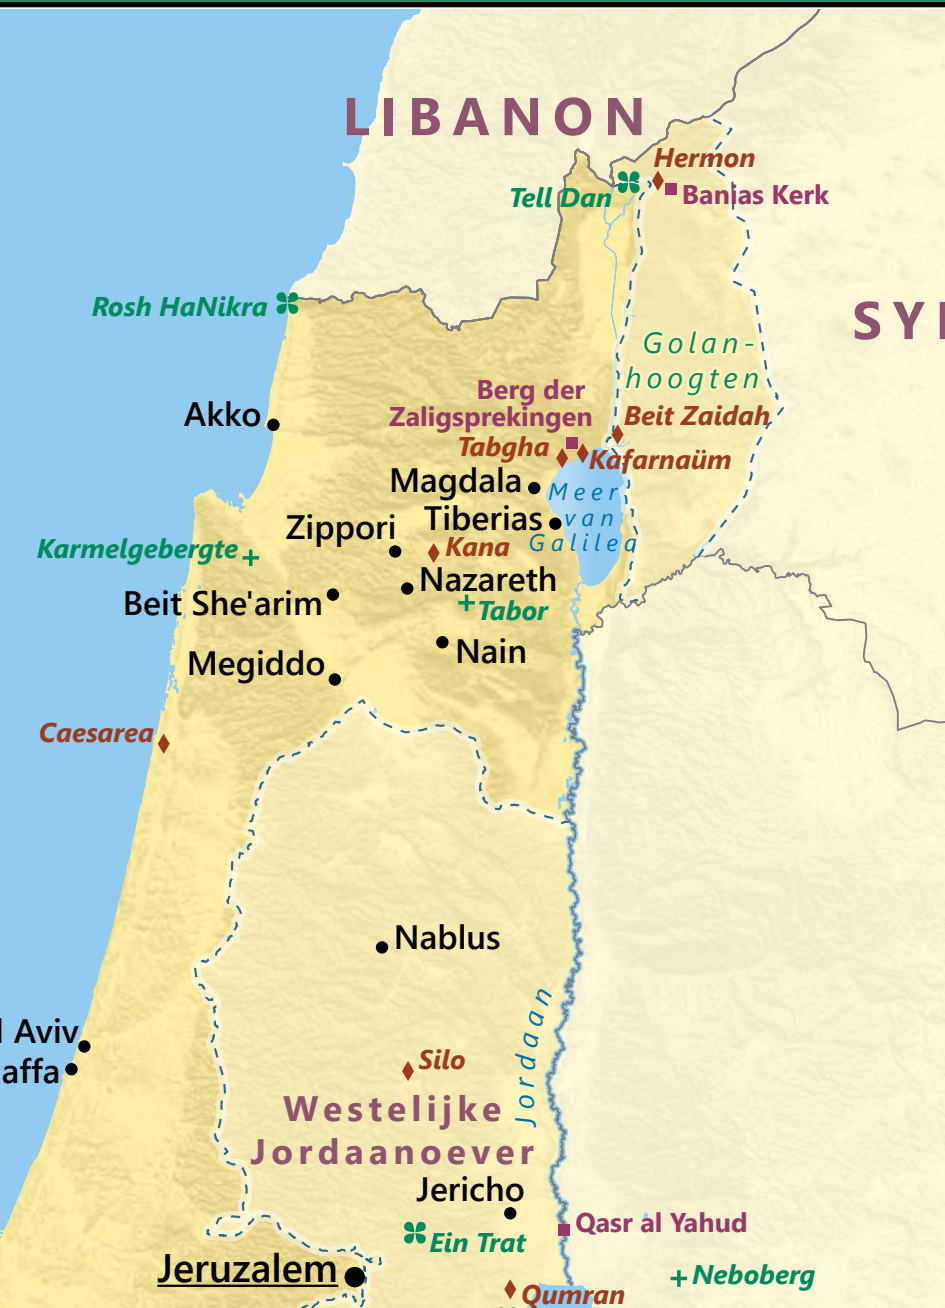 LIBANON
Hermon
Tell Dan
Banias Kerk
Rosh HaNikra
SY
Golan-
hoogten
Berg der
Zaligsprekingen
Akko
Beit Zaidah
Tabgha
Kafarnaüm
Magdala
Meer
van
Galilea
Zippori
Tiberias
Karmelgebergte
Kana
Nazareth
Beit She'arim
Tabor
Nain
Megiddo
Caesarea
Nablus
Jordaan
Aviv
affa
Silo
Westelijke
Jordaanoever
Jericho
Qasr al Yahud
Ein Trat
Jeruzalem
Neboberg
Qumran